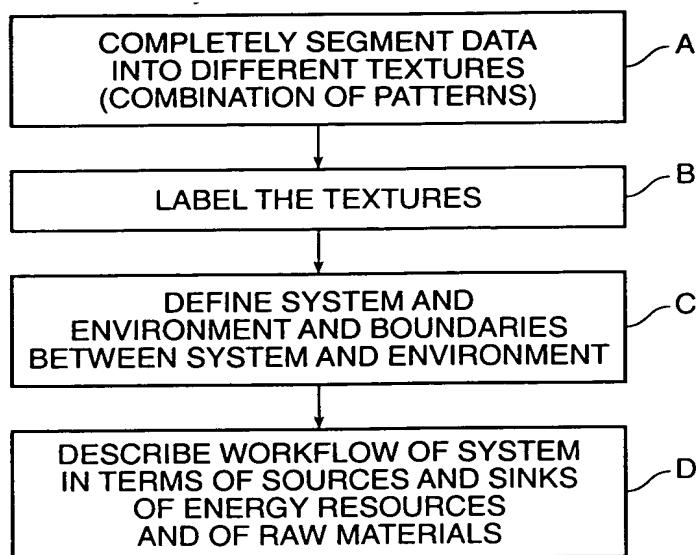 COMPLETELY SEGMENT DATA
INTO DIFFERENT TEXTURES
(COMBINATION OF PATTERNS)
A
LABEL THE TEXTURES
B
DEFINE SYSTEM AND
ENVIRONMENT AND BOUNDARIES
BETWEEN SYSTEM AND ENVIRONMENT
C
DESCRIBE WORKFLOW OF SYSTEM
IN TERMS OF SOURCES AND SINKS
OF ENERGY RESOURCES
AND OF RAW MATERIALS
D